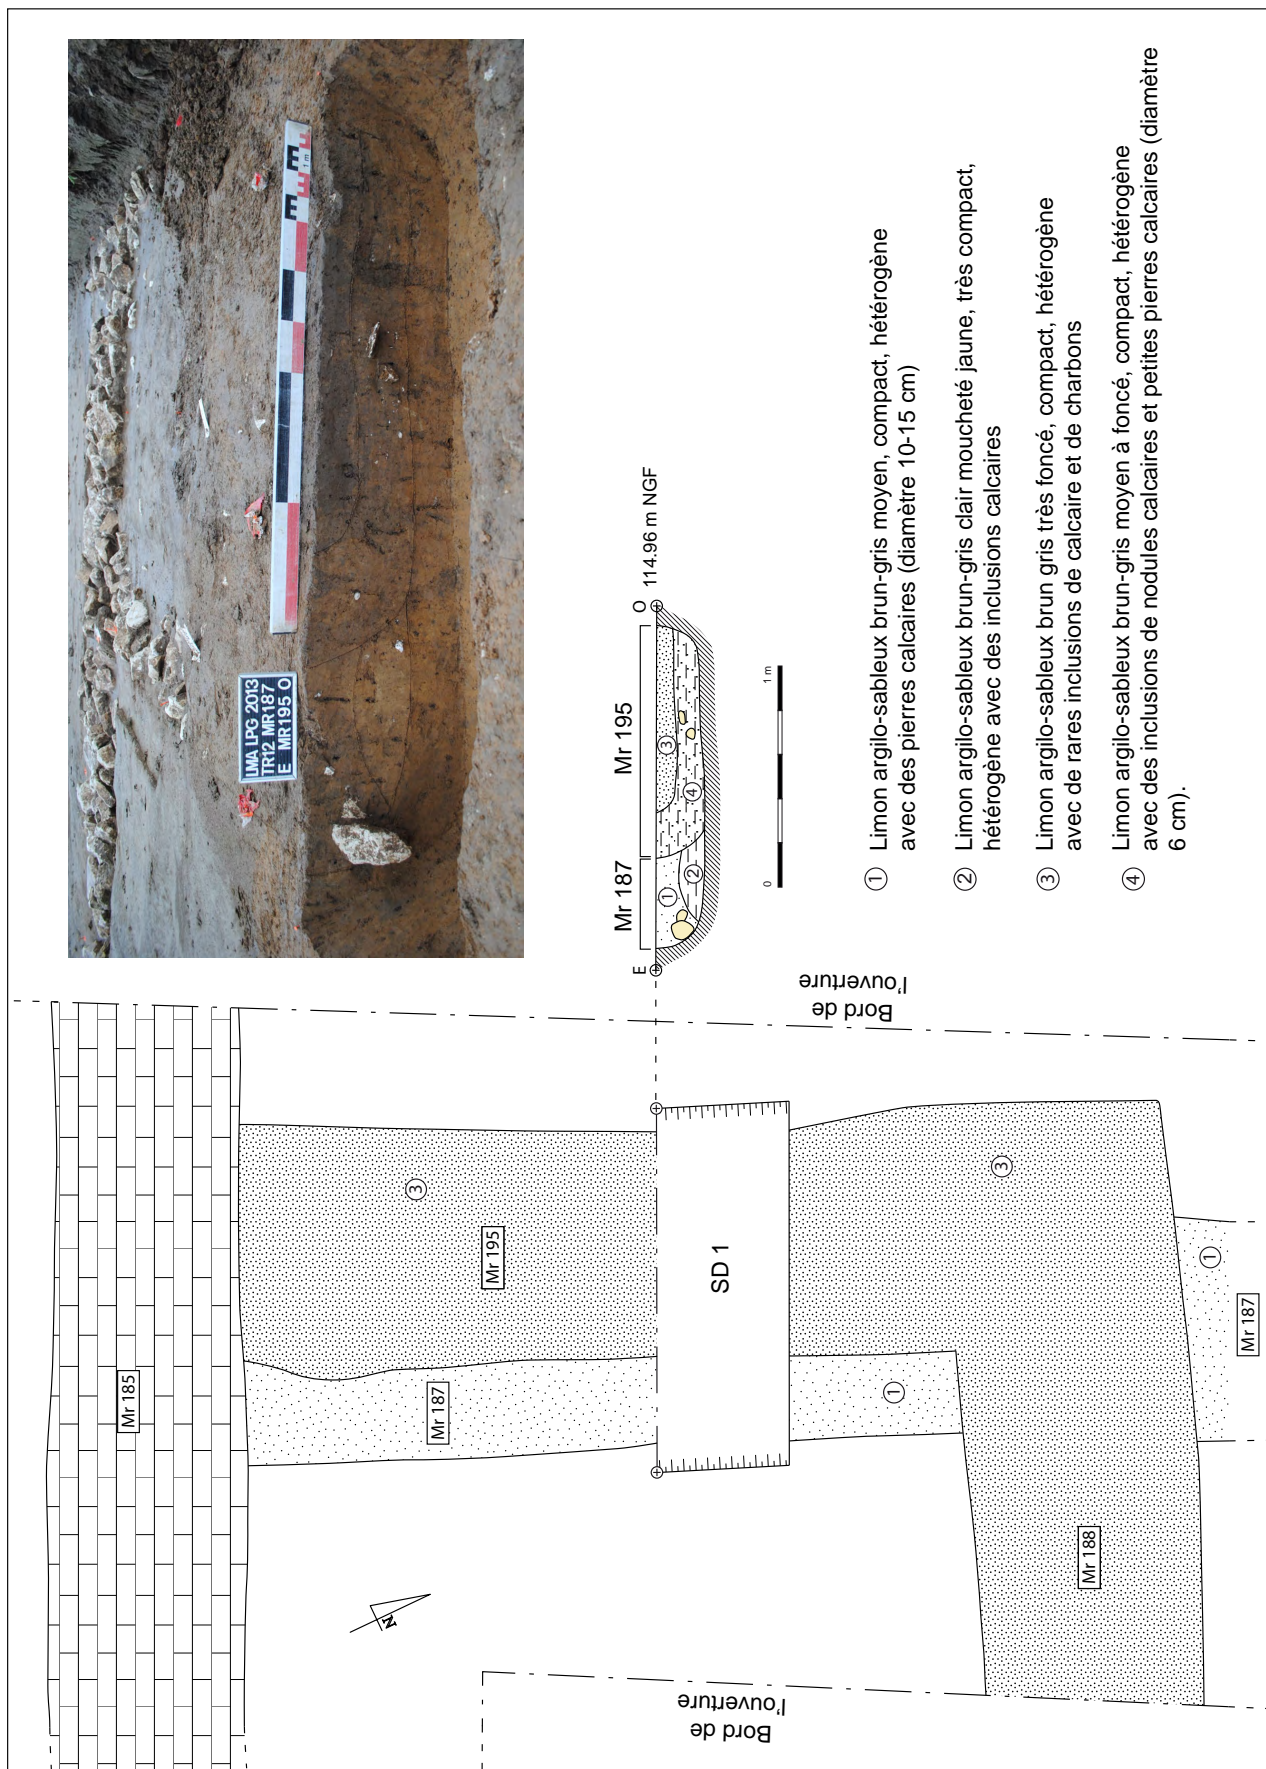 LMA LPG 2013
TR12 MR187
E MR195 O
E E
1 m
Mr 187 Mr 195
E O 114.96 m NGF
1 2 3 4
0 1 m
① Limon argilo-sableux brun-gris moyen, compact, hétérogène
avec des pierres calcaires (diamètre 10-15 cm)
② Limon argilo-sableux brun-gris clair moucheté jaune, très compact,
hétérogène avec des inclusions calcaires
③ Limon argilo-sableux brun gris très foncé, compact, hétérogène
avec de rares inclusions de calcaire et de charbons
④ Limon argilo-sableux brun-gris moyen à foncé, compact, hétérogène
avec des inclusions de nodules calcaires et petites pierres calcaires (diamètre
6 cm).
Mr 185
Mr 187
Mr 195
3
SD 1
1
3
Mr 188
Mr 187
1
N
Bord de
l'ouverture
Bord de
l'ouverture